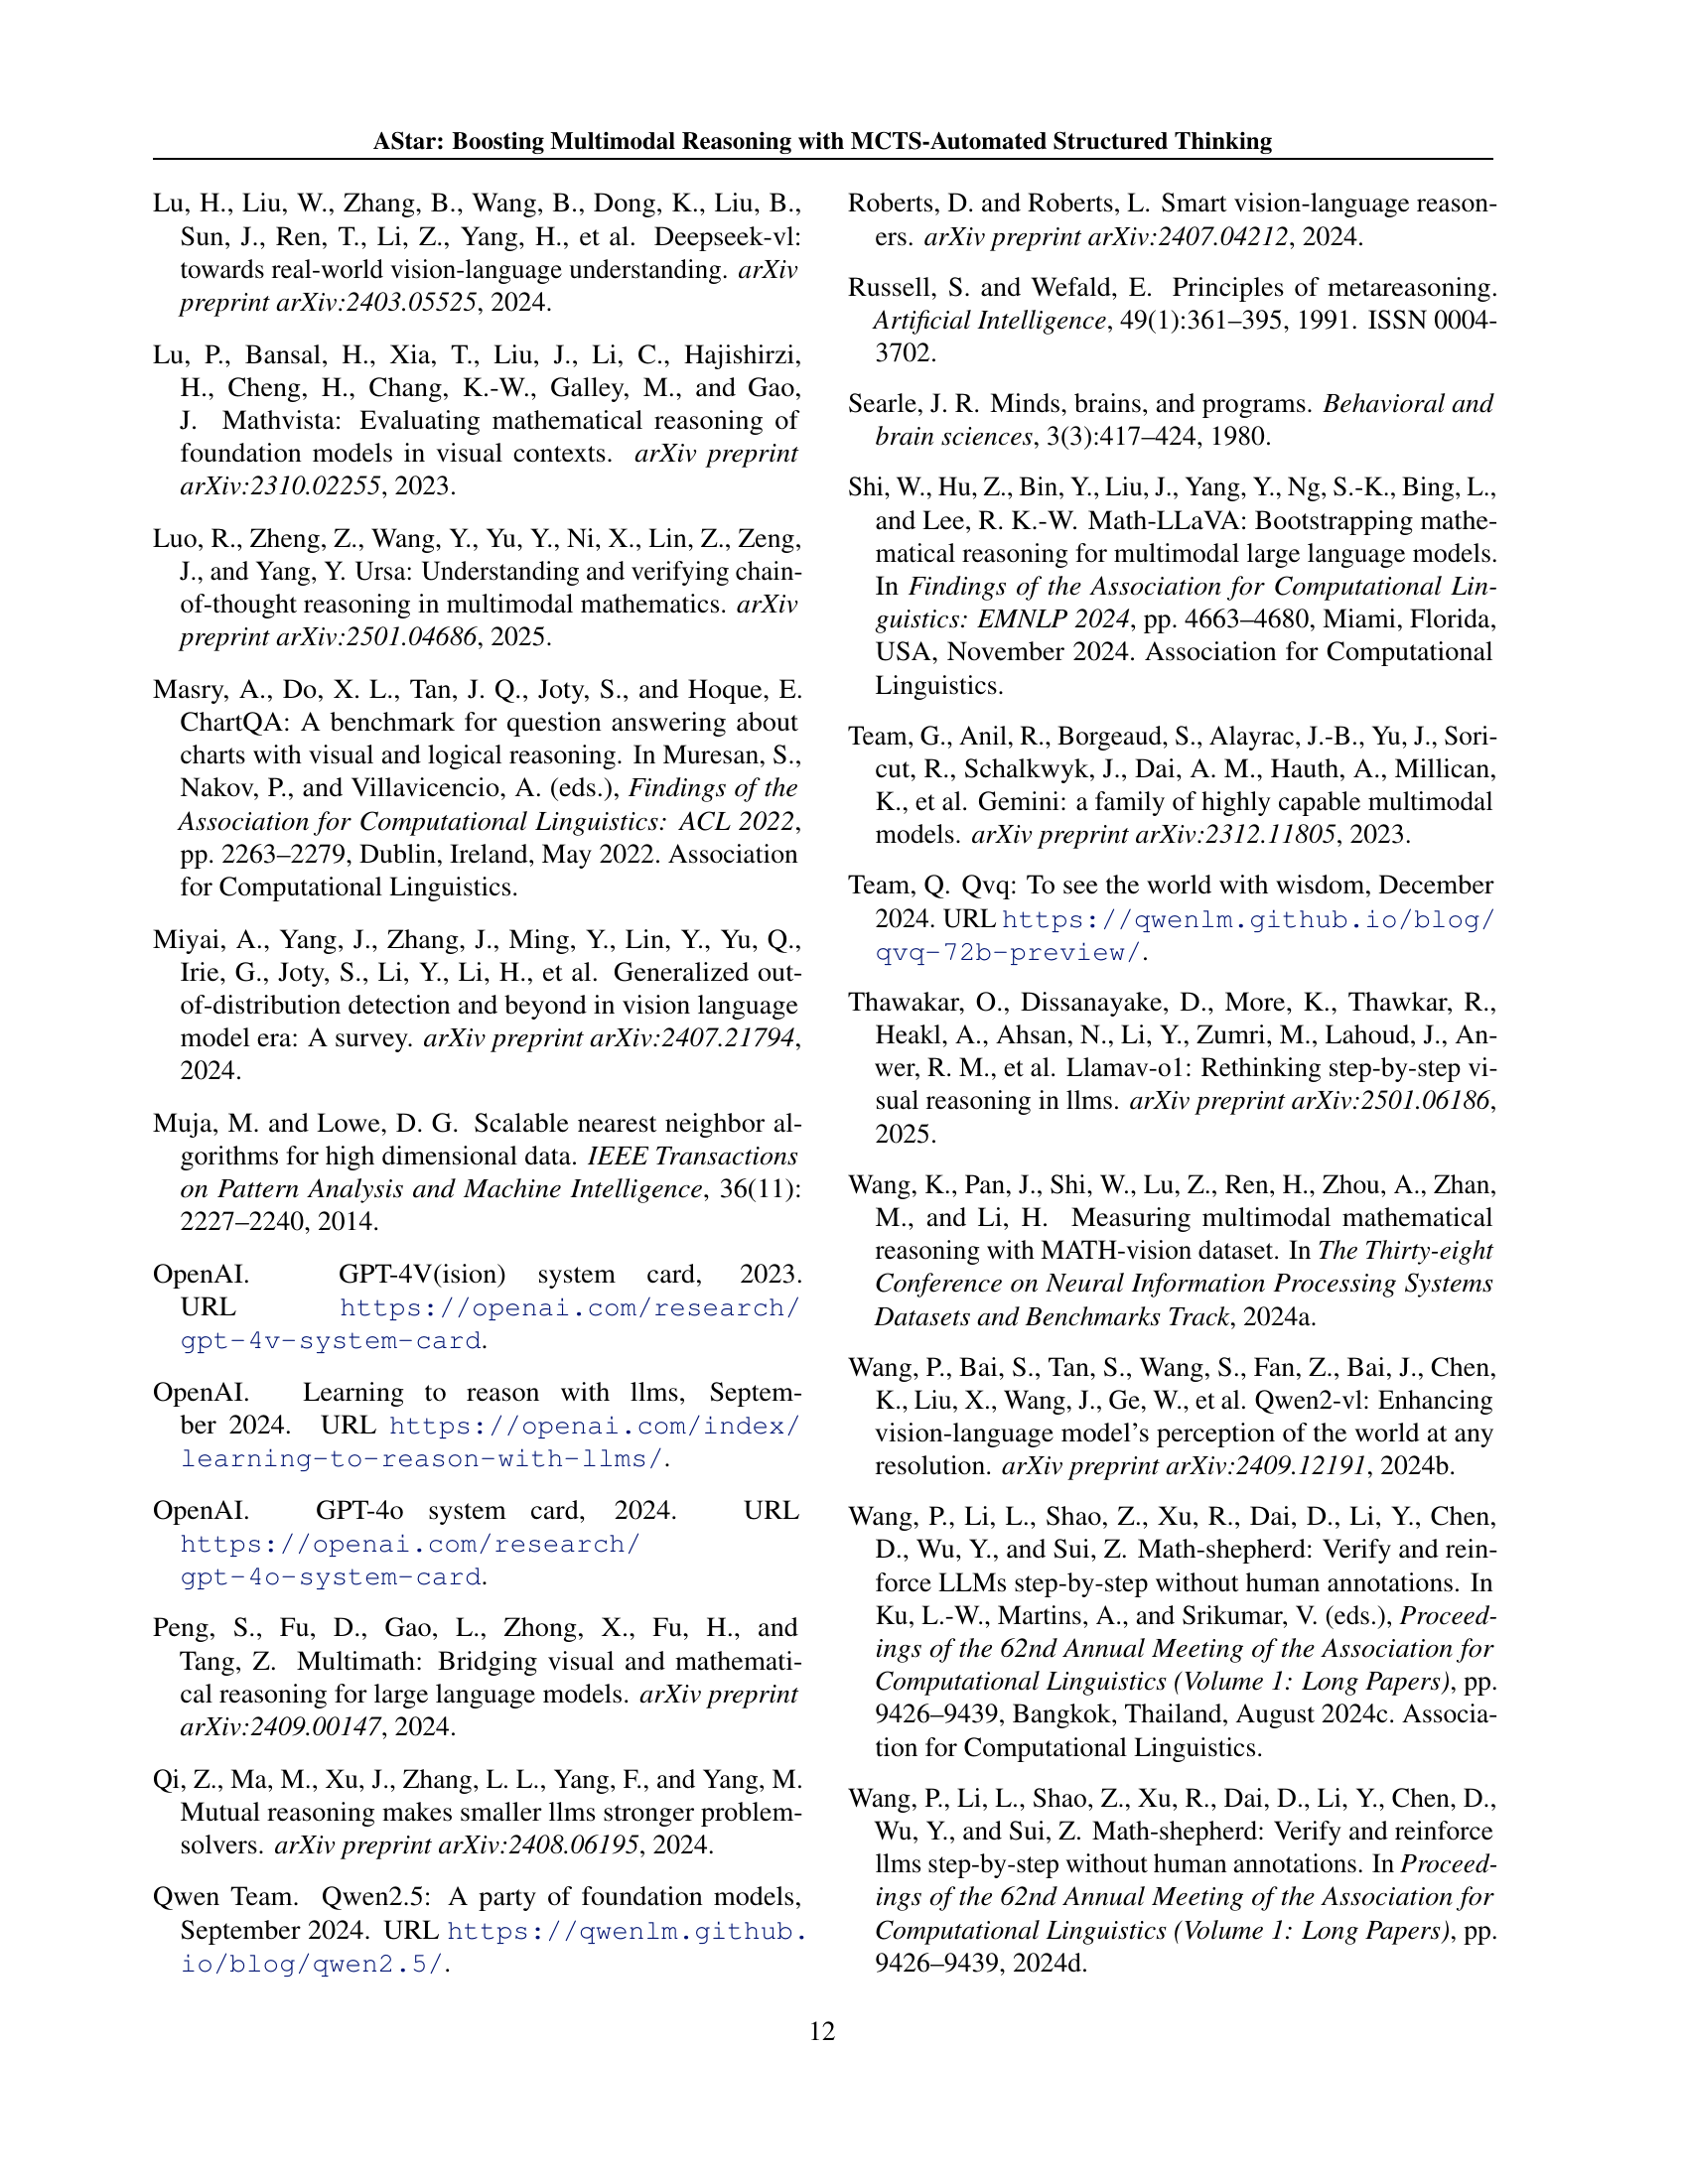 AStar: Boosting Multimodal Reasoning with MCTS-Automated Structured Thinking
Lu, H., Liu, W., Zhang, B., Wang, B., Dong, K., Liu, B.,
Sun, J., Ren, T., Li, Z., Yang, H., et al. Deepseek-vl:
towards real-world vision-language understanding. arXiv
preprint arXiv:2403.05525, 2024.
Lu, P., Bansal, H., Xia, T., Liu, J., Li, C., Hajishirzi,
H., Cheng, H., Chang, K.-W., Galley, M., and Gao,
J. Mathvista: Evaluating mathematical reasoning of
foundation models in visual contexts. arXiv preprint
arXiv:2310.02255, 2023.
Luo, R., Zheng, Z., Wang, Y., Yu, Y., Ni, X., Lin, Z., Zeng,
J., and Yang, Y. Ursa: Understanding and verifying chain-
of-thought reasoning in multimodal mathematics. arXiv
preprint arXiv:2501.04686, 2025.
Masry, A., Do, X. L., Tan, J. Q., Joty, S., and Hoque, E.
ChartQA: A benchmark for question answering about
charts with visual and logical reasoning. In Muresan, S.,
Nakov, P., and Villavicencio, A. (eds.), Findings of the
Association for Computational Linguistics: ACL 2022,
pp. 2263–2279, Dublin, Ireland, May 2022. Association
for Computational Linguistics.
Miyai, A., Yang, J., Zhang, J., Ming, Y., Lin, Y., Yu, Q.,
Irie, G., Joty, S., Li, Y., Li, H., et al. Generalized out-
of-distribution detection and beyond in vision language
model era: A survey. arXiv preprint arXiv:2407.21794,
2024.
Muja, M. and Lowe, D. G. Scalable nearest neighbor al-
gorithms for high dimensional data. IEEE Transactions
on Pattern Analysis and Machine Intelligence, 36(11):
2227–2240, 2014.
OpenAI. GPT-4V(ision) system card, 2023.
URL https://openai.com/research/
gpt-4v-system-card.
OpenAI. Learning to reason with llms, Septem-
ber 2024. URL https://openai.com/index/
learning-to-reason-with-llms/.
OpenAI. GPT-4o system card, 2024. URL
https://openai.com/research/
gpt-4o-system-card.
Peng, S., Fu, D., Gao, L., Zhong, X., Fu, H., and
Tang, Z. Multimath: Bridging visual and mathemati-
cal reasoning for large language models. arXiv preprint
arXiv:2409.00147, 2024.
Qi, Z., Ma, M., Xu, J., Zhang, L. L., Yang, F., and Yang, M.
Mutual reasoning makes smaller llms stronger problem-
solvers. arXiv preprint arXiv:2408.06195, 2024.
Qwen Team. Qwen2.5: A party of foundation models,
September 2024. URL https://qwenlm.github.
io/blog/qwen2.5/.
Roberts, D. and Roberts, L. Smart vision-language reason-
ers. arXiv preprint arXiv:2407.04212, 2024.
Russell, S. and Wefald, E. Principles of metareasoning.
Artificial Intelligence, 49(1):361–395, 1991. ISSN 0004-
3702.
Searle, J. R. Minds, brains, and programs. Behavioral and
brain sciences, 3(3):417–424, 1980.
Shi, W., Hu, Z., Bin, Y., Liu, J., Yang, Y., Ng, S.-K., Bing, L.,
and Lee, R. K.-W. Math-LLaVA: Bootstrapping mathe-
matical reasoning for multimodal large language models.
In Findings of the Association for Computational Lin-
guistics: EMNLP 2024, pp. 4663–4680, Miami, Florida,
USA, November 2024. Association for Computational
Linguistics.
Team, G., Anil, R., Borgeaud, S., Alayrac, J.-B., Yu, J., Sori-
cut, R., Schalkwyk, J., Dai, A. M., Hauth, A., Millican,
K., et al. Gemini: a family of highly capable multimodal
models. arXiv preprint arXiv:2312.11805, 2023.
Team, Q. Qvq: To see the world with wisdom, December
2024. URL https://qwenlm.github.io/blog/
qvq-72b-preview/.
Thawakar, O., Dissanayake, D., More, K., Thawkar, R.,
Heakl, A., Ahsan, N., Li, Y., Zumri, M., Lahoud, J., An-
wer, R. M., et al. Llamav-o1: Rethinking step-by-step vi-
sual reasoning in llms. arXiv preprint arXiv:2501.06186,
2025.
Wang, K., Pan, J., Shi, W., Lu, Z., Ren, H., Zhou, A., Zhan,
M., and Li, H. Measuring multimodal mathematical
reasoning with MATH-vision dataset. In The Thirty-eight
Conference on Neural Information Processing Systems
Datasets and Benchmarks Track, 2024a.
Wang, P., Bai, S., Tan, S., Wang, S., Fan, Z., Bai, J., Chen,
K., Liu, X., Wang, J., Ge, W., et al. Qwen2-vl: Enhancing
vision-language model's perception of the world at any
resolution. arXiv preprint arXiv:2409.12191, 2024b.
Wang, P., Li, L., Shao, Z., Xu, R., Dai, D., Li, Y., Chen,
D., Wu, Y., and Sui, Z. Math-shepherd: Verify and rein-
force LLMs step-by-step without human annotations. In
Ku, L.-W., Martins, A., and Srikumar, V. (eds.), Proceed-
ings of the 62nd Annual Meeting of the Association for
Computational Linguistics (Volume 1: Long Papers), pp.
9426–9439, Bangkok, Thailand, August 2024c. Associa-
tion for Computational Linguistics.
Wang, P., Li, L., Shao, Z., Xu, R., Dai, D., Li, Y., Chen, D.,
Wu, Y., and Sui, Z. Math-shepherd: Verify and reinforce
llms step-by-step without human annotations. In Proceed-
ings of the 62nd Annual Meeting of the Association for
Computational Linguistics (Volume 1: Long Papers), pp.
9426–9439, 2024d.
12